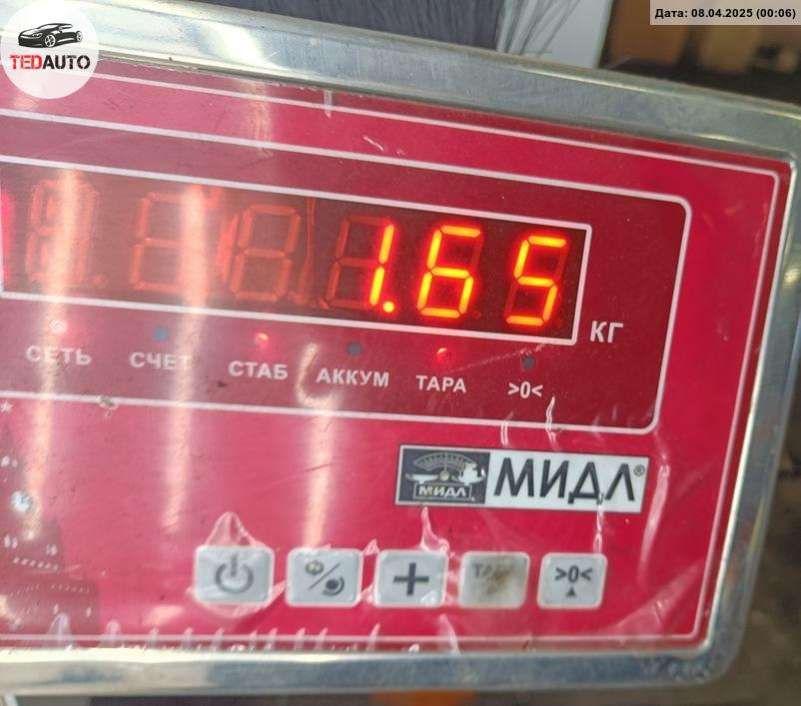 Дата: 08.04.2025 (00:06)
TEDAUTO
1.65
КГ
СЕТЬ СЧЕТ СТАБ АККУМ ТАРА >0<
МИДЛ МИДЛ®
>0<